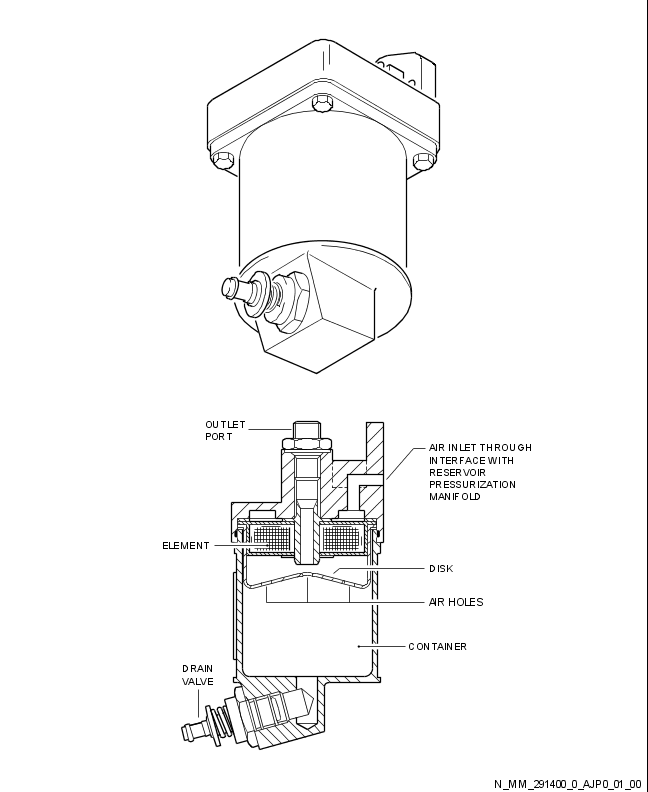 OUTLET
PORT
AIR INLET THROUGH
INTERFACE WITH
RESERVOIR
PRESSURIZATION
MANIFOLD
ELEMENT
DISK
AIR HOLES
CONTAINER
DRAIN
VALVE
N_MM_291400_0_AJP0_01_00